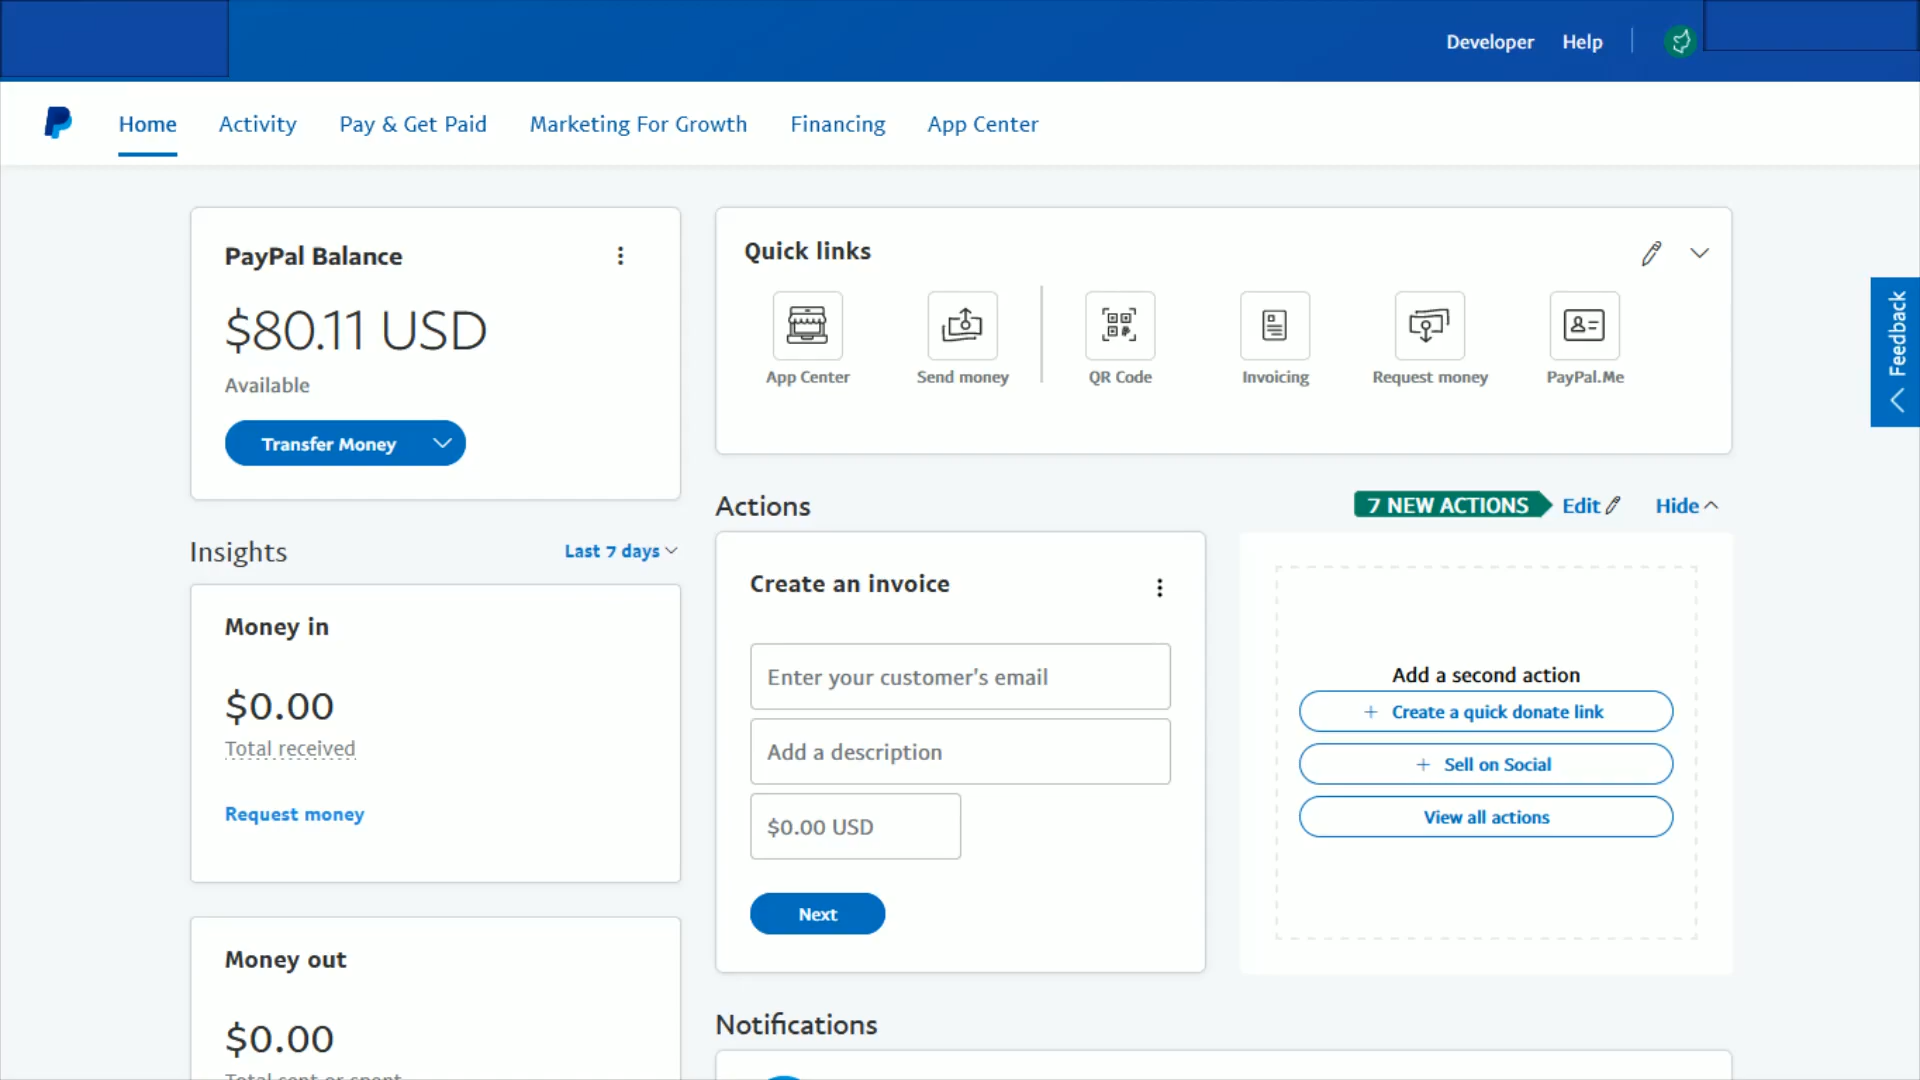 Developer
Help
Home
Activity
Pay & Get Paid
Marketing For Growth
Financing
App Center
PayPal Balance
$80.11 USD
Available
Transfer Money
Quick links
App Center
Send money
QR Code
Invoicing
Request money
PayPal.Me
Feedback
Insights
Last 7 days
Money in
$0.00
Total received
Request money
Money out
$0.00
Total sent or spent
Actions
7 NEW ACTIONS
Edit
Hide
Create an invoice
Enter your customer's email
Add a description
$0.00 USD
Next
Add a second action
+ Create a quick donate link
+ Sell on Social
View all actions
Notifications